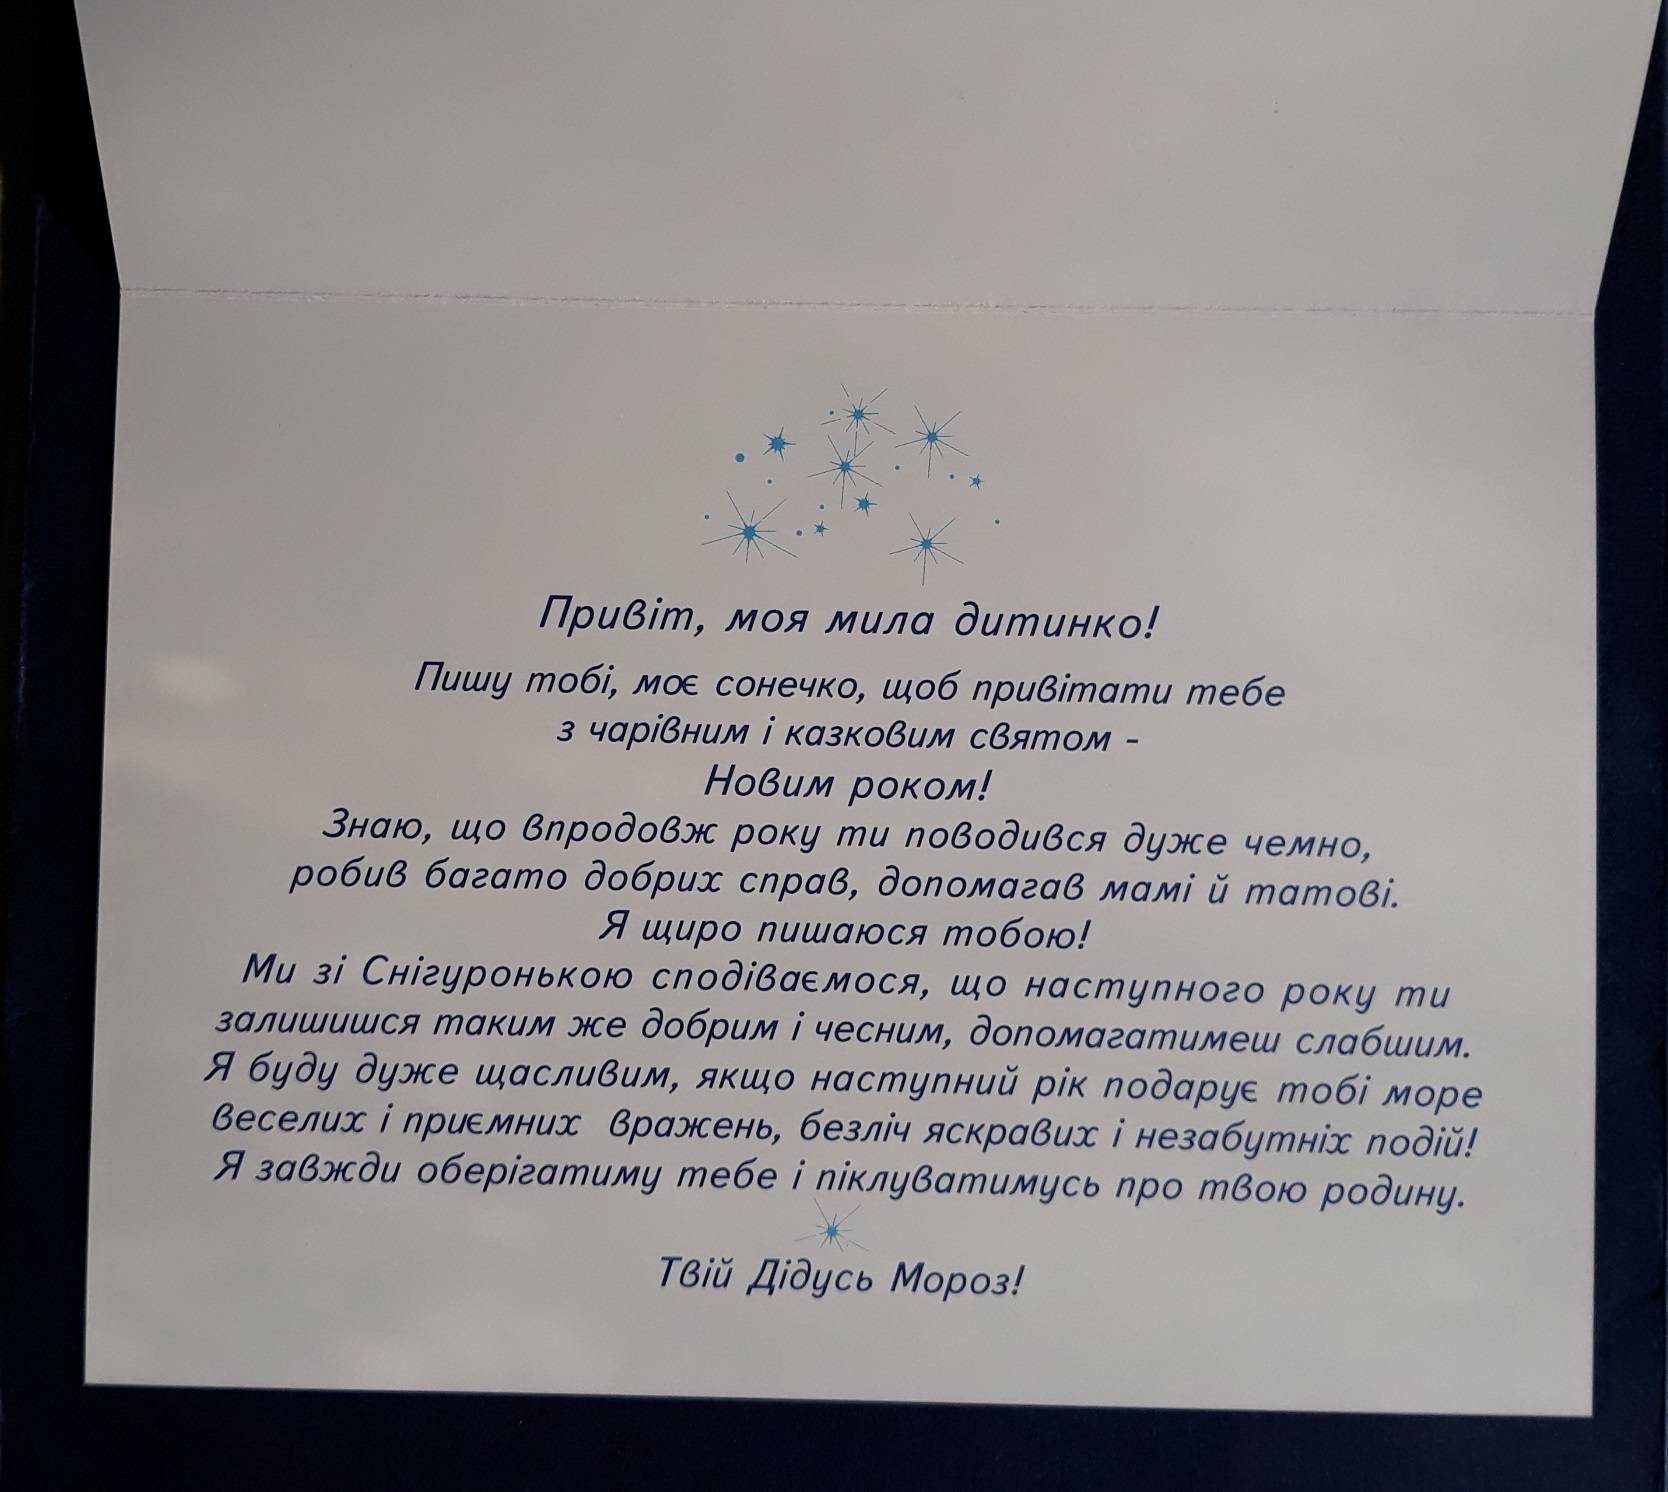 Привіт, моя мила дитинко!
Пишу тобі, моє сонечко, щоб привітати тебе
з чарівним і казковим святом -
Новим роком!
Знаю, що впродовж року ти поводився дуже чемно,
робив багато добрих справ, допомагав мамі й татові.
Я щиро пишаюся тобою!
Ми зі Снігуронькою сподіваємося, що наступного року ти
залишишся таким же добрим і чесним, допомагатимеш слабшим.
Я буду дуже щасливим, якщо наступний рік подарує тобі море
веселих і приємних вражень, безліч яскравих і незабутніх подій!
Я завжди оберігатиму тебе і піклуватимусь про твою родину.
Твій Дідусь Мороз!